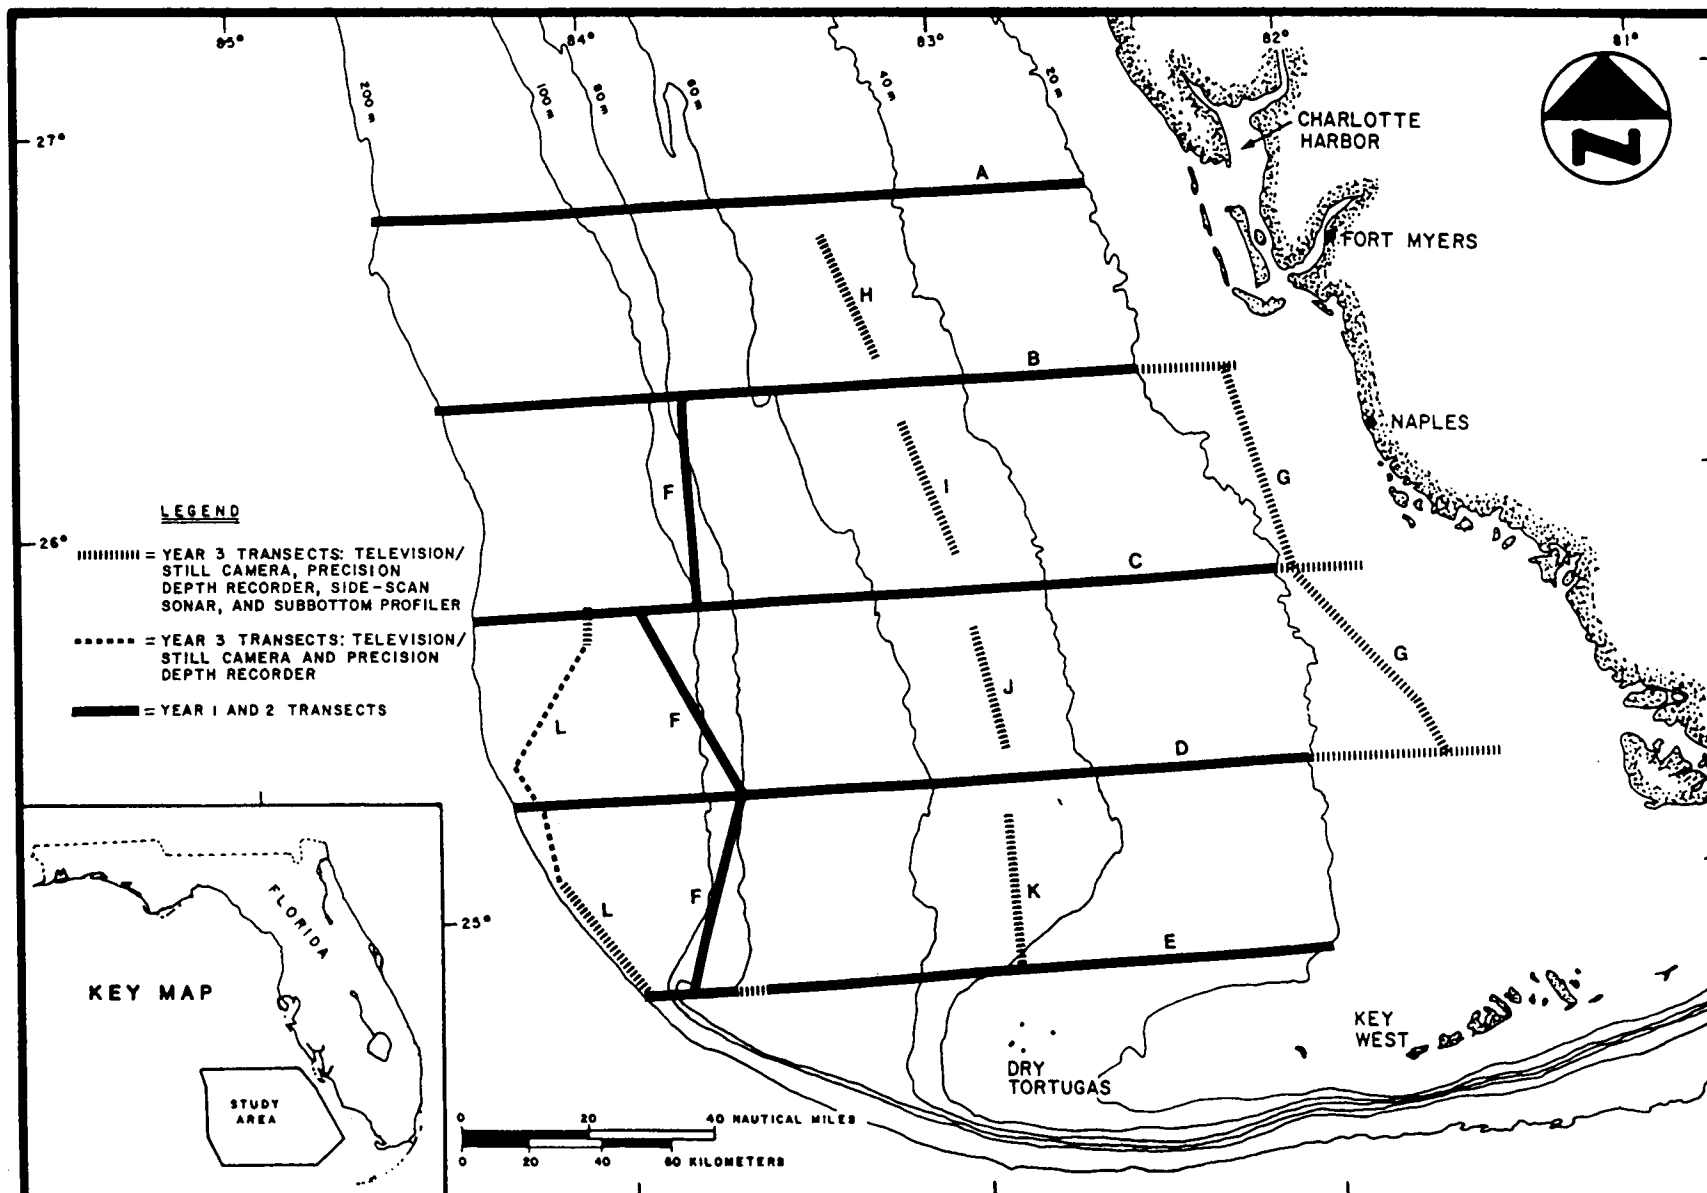 85°
84°
83°
82°
81°
200 m
100 m
80 m
60 m
40 m
20 m
27°
CHARLOTTE
HARBOR
N
A
FORT MYERS
H
B
NAPLES
I
G
F
26°
C
LEGEND
= YEAR 3 TRANSECTS: TELEVISION/
STILL CAMERA, PRECISION
DEPTH RECORDER, SIDE-SCAN
SONAR, AND SUBBOTTOM PROFILER
= YEAR 3 TRANSECTS: TELEVISION/
STILL CAMERA AND PRECISION
DEPTH RECORDER
= YEAR 1 AND 2 TRANSECTS
G
J
L
F
D
K
F
L
25°
E
FLORIDA
KEY MAP
STUDY
AREA
KEY
WEST
DRY
TORTUGAS
0 20 40 NAUTICAL MILES
0 20 40 60 KILOMETERS